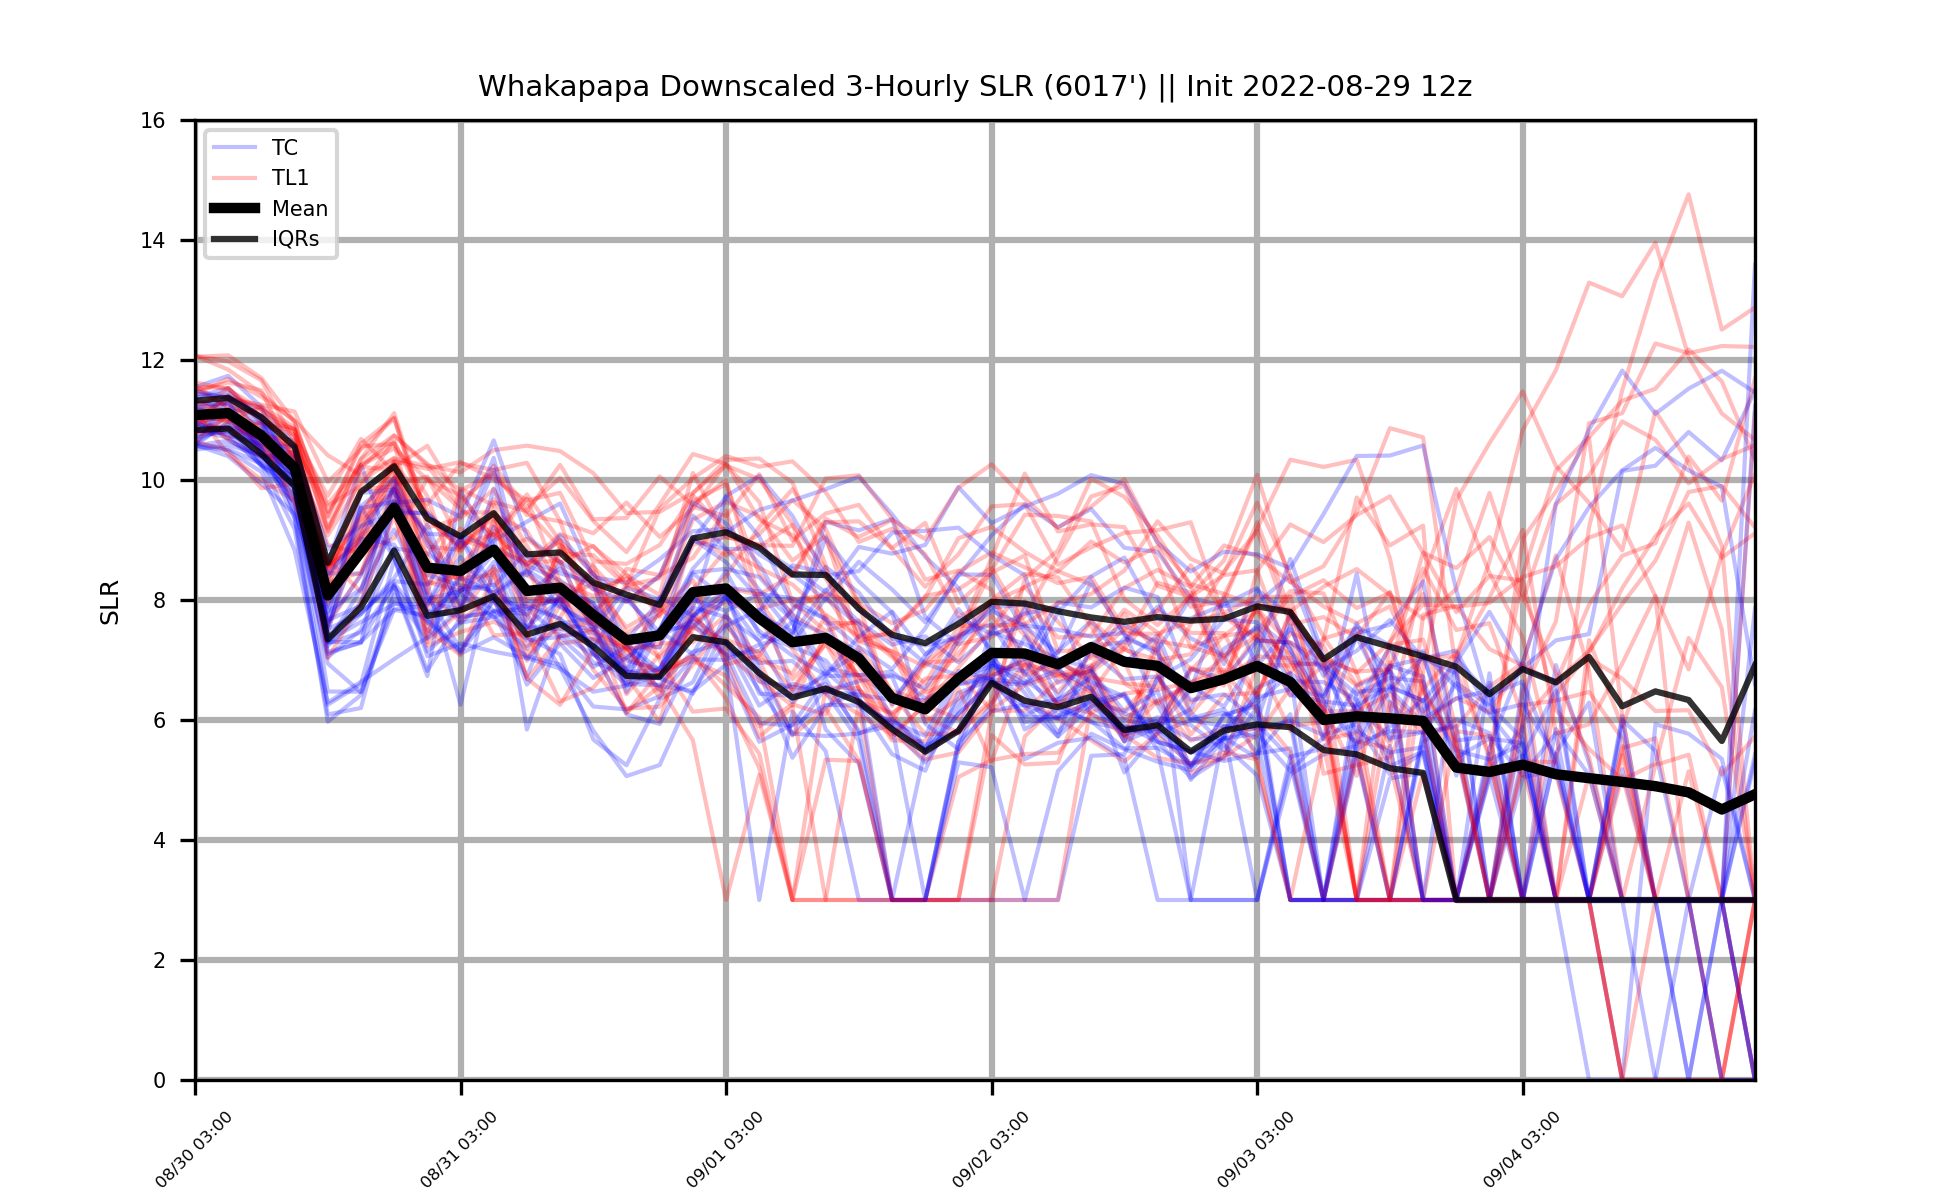 Whakapapa Downscaled 3-Hourly SLR (6017') || Init 2022-08-29 12z
16
14
12
10
8
6
4
2
0
SLR
TC
TL1
Mean
IQRs
08/30 03:00
08/31 03:00
09/01 03:00
09/02 03:00
09/03 03:00
09/04 03:00